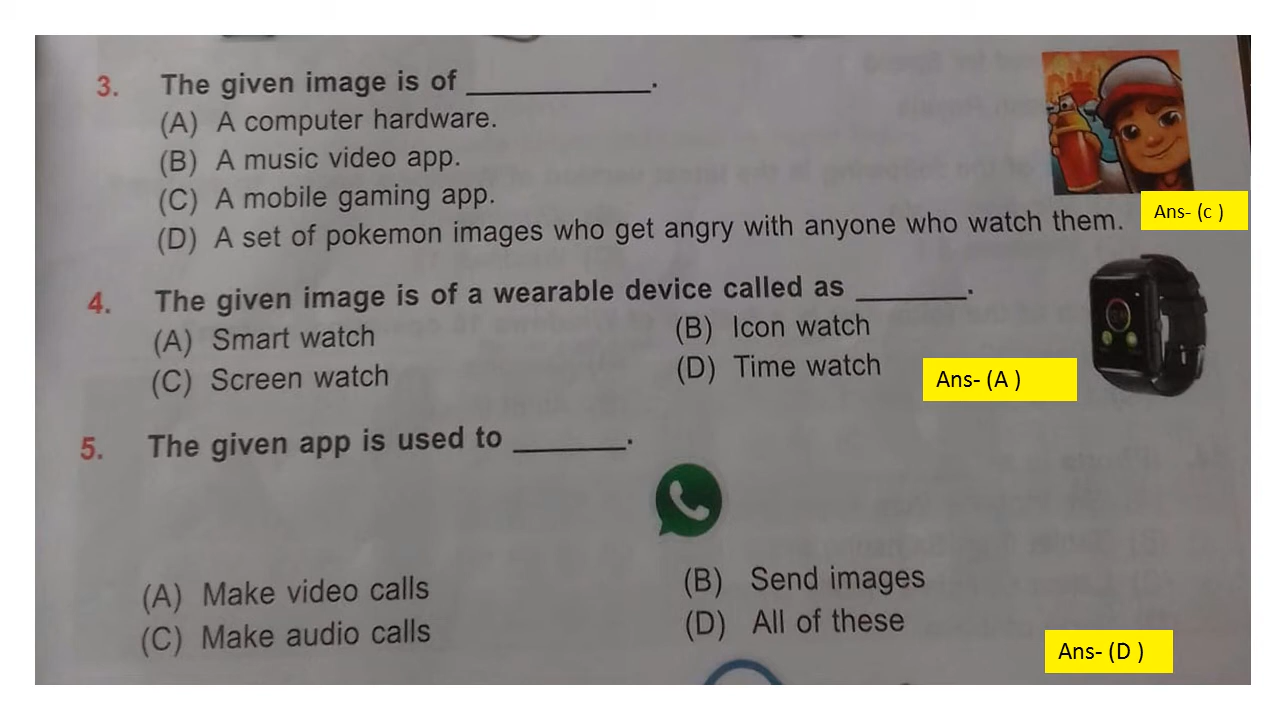 3. The given image is of ____________.
(A) A computer hardware.
(B) A music video app.
(C) A mobile gaming app.
Ans- (c )
(D) A set of pokemon images who get angry with anyone who watch them.
4. The given image is of a wearable device called as _______.
(A) Smart watch (B) Icon watch
(C) Screen watch (D) Time watch
Ans- (A )
5. The given app is used to _______.
(A) Make video calls (B) Send images
(C) Make audio calls (D) All of these
Ans- (D )